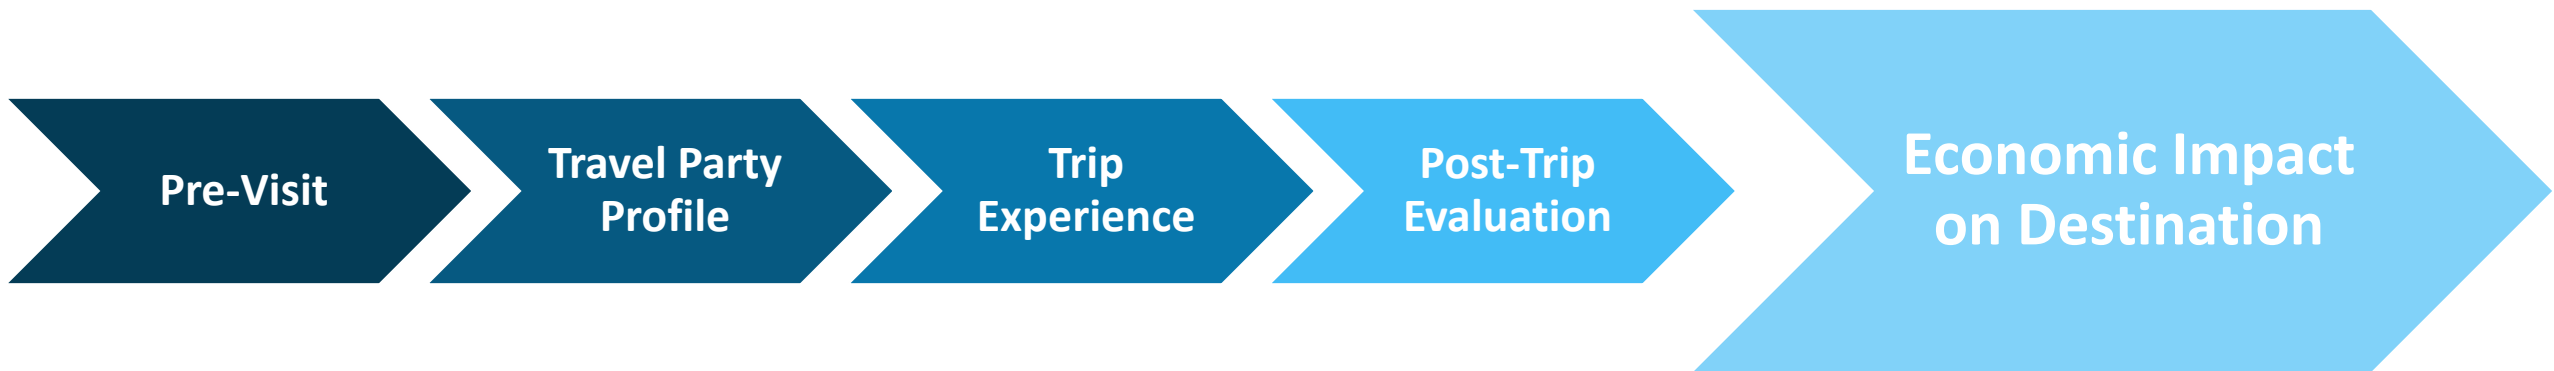 Pre-Visit
Travel Party
Profile
Trip
Experience
Post-Trip
Evaluation
Economic Impact
on Destination